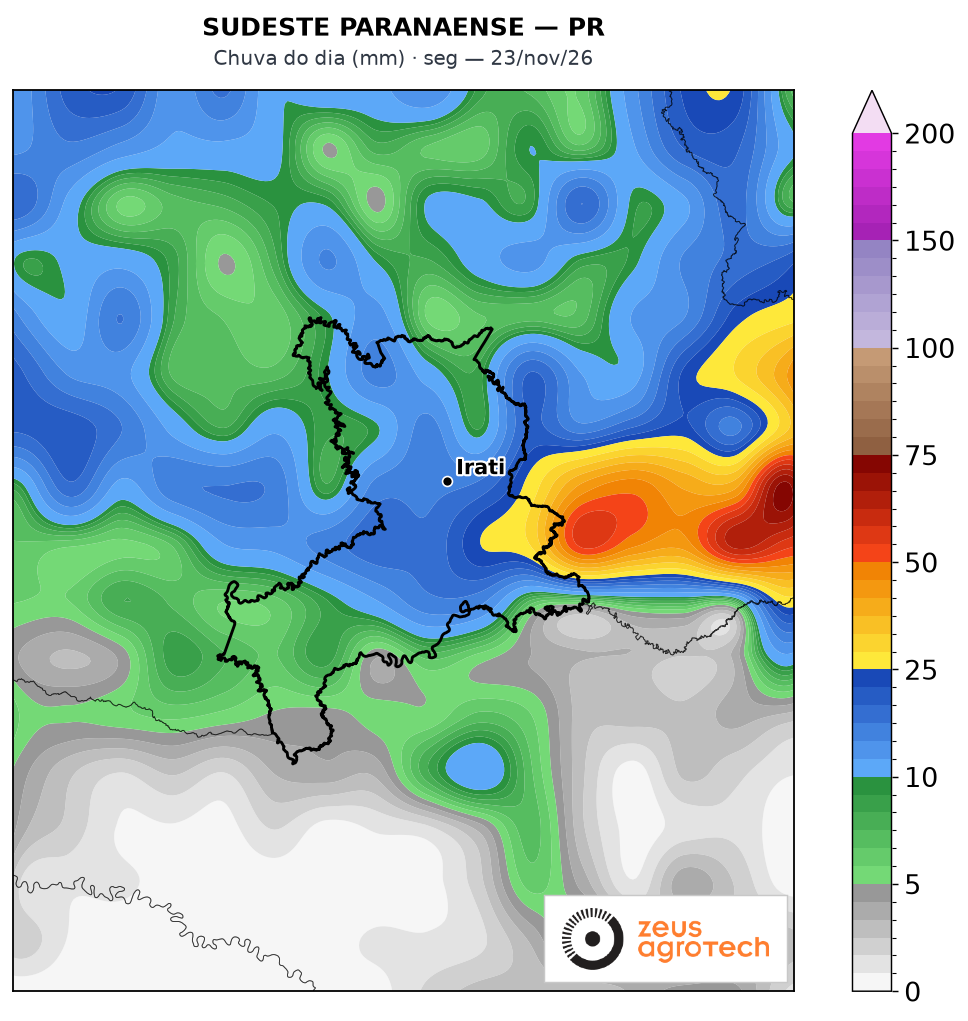 SUDESTE PARANAENSE — PR
Chuva do dia (mm) · seg — 23/nov/26
200
150
100
75
50
25
10
5
0
Irati
zeus
agrotech